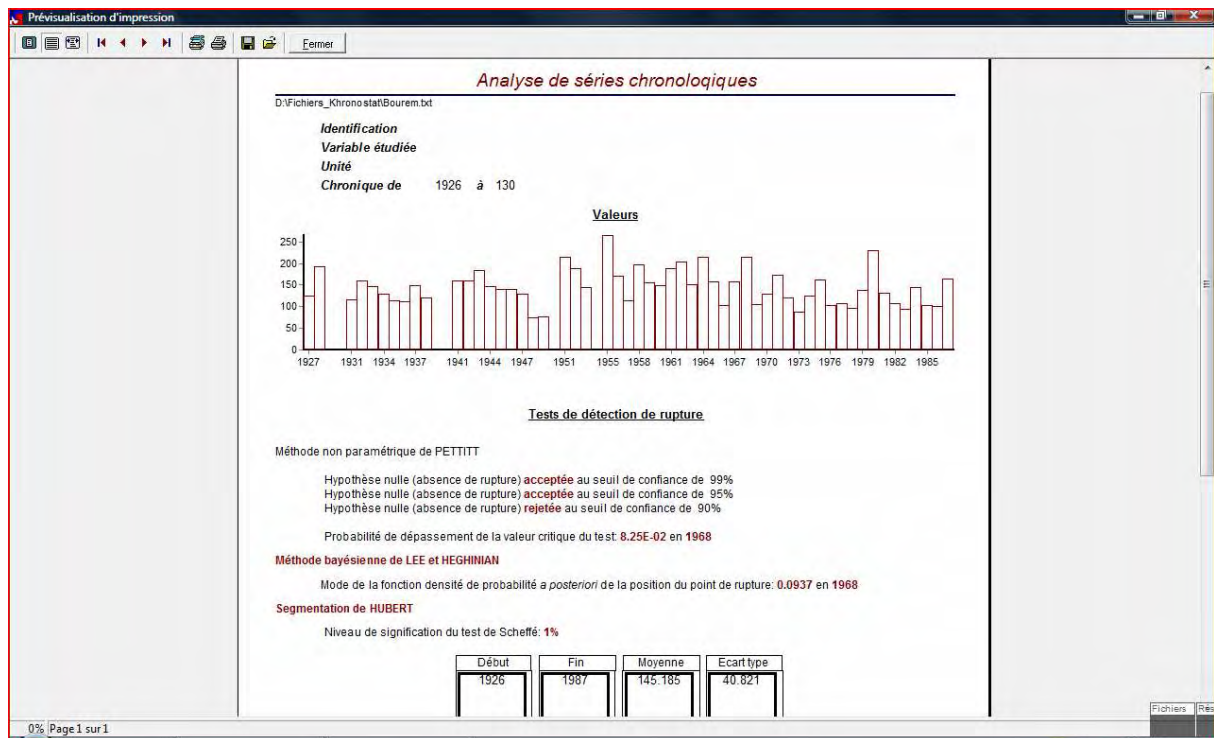 Prévisualisation d'impression
Fermer
Analyse de séries chronologiques
D:\Fichiers_Khronostat\Bourem.txt
Identification
Variable étudiée
Unité
Chronique de 1926 à 130
Valeurs
250
200
150
100
50
0
1927 1931 1934 1937 1941 1944 1947 1951 1955 1958 1961 1964 1967 1970 1973 1976 1979 1982 1985
Tests de détection de rupture
Méthode non paramétrique de PETTITT
Hypothèse nulle (absence de rupture) acceptée au seuil de confiance de 99%
Hypothèse nulle (absence de rupture) acceptée au seuil de confiance de 95%
Hypothèse nulle (absence de rupture) rejetée au seuil de confiance de 90%
Probabilité de dépassement de la valeur critique du test: 8.25E-02 en 1968
Méthode bayésienne de LEE et HEGHINIAN
Mode de la fonction densité de probabilité a posteriori de la position du point de rupture: 0.0937 en 1968
Segmentation de HUBERT
Niveau de signification du test de Scheffé: 1%
Début Fin Moyenne Ecart type
1926 1987 145.185 40.821
Fichiers Rés
0% Page 1 sur 1